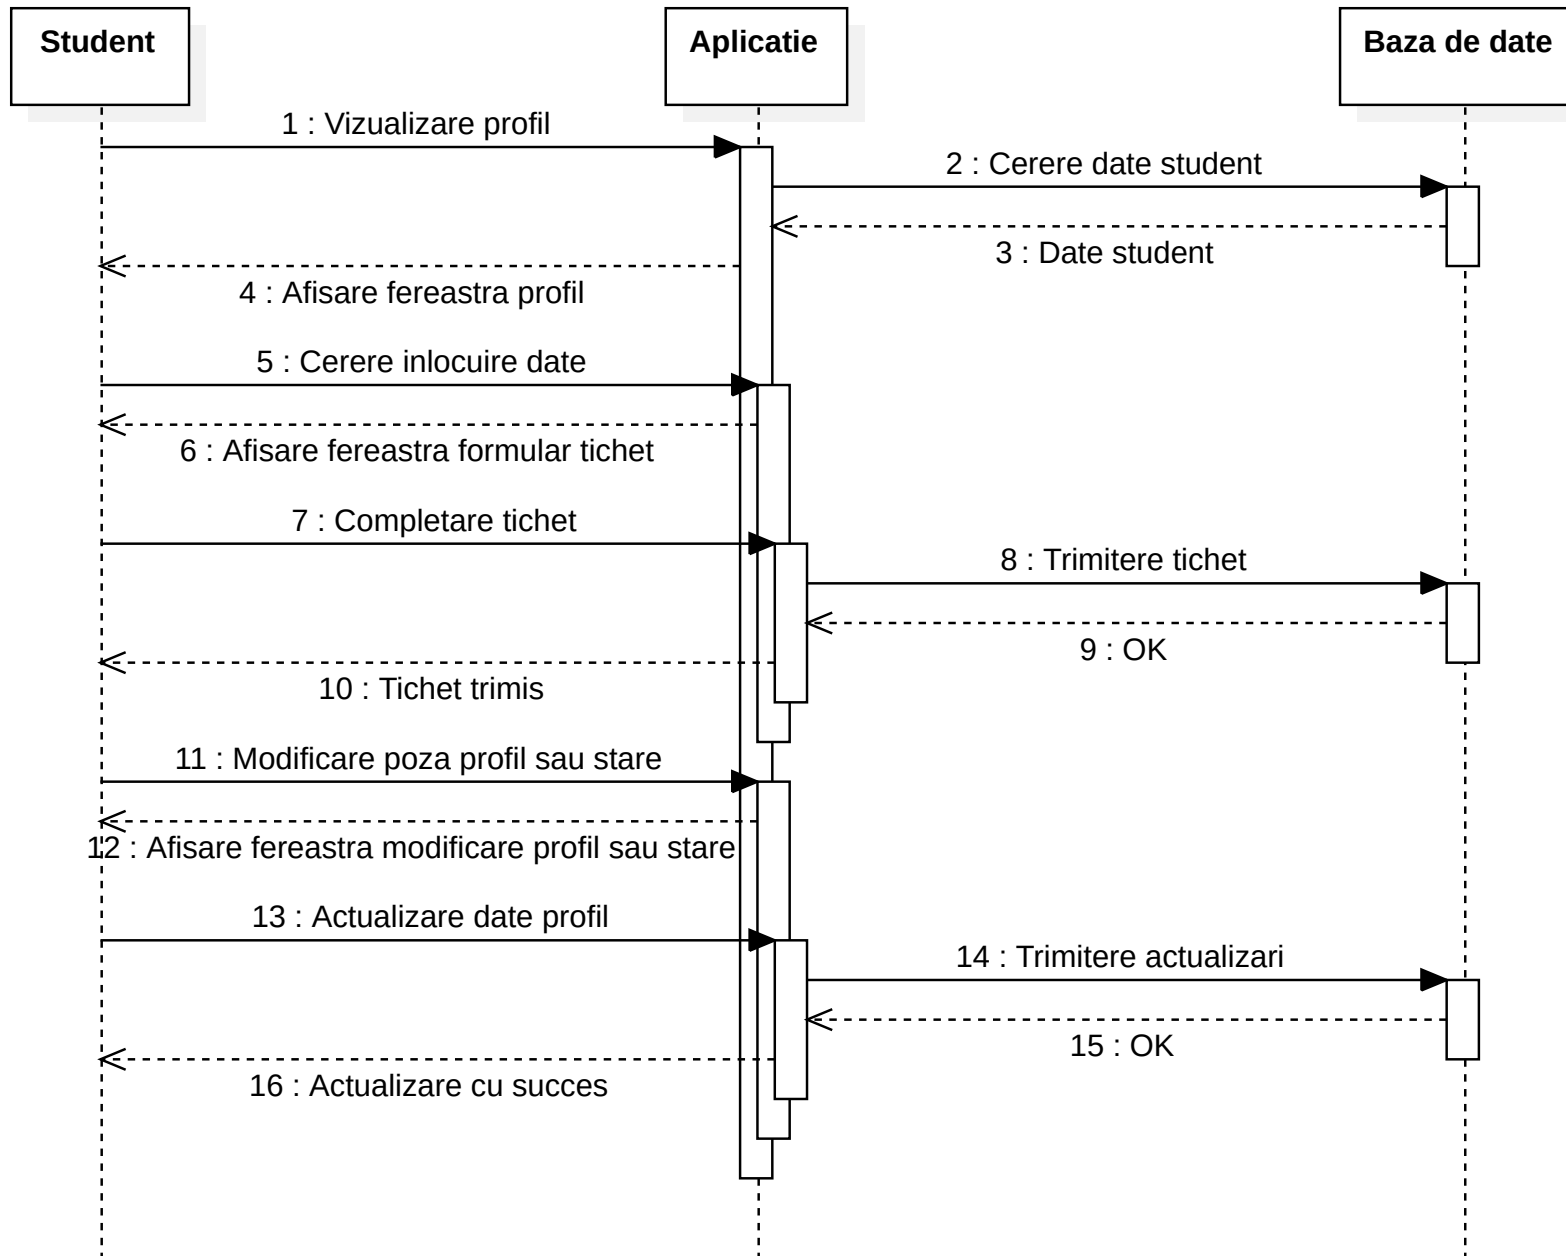 Student
Aplicatie
Baza de date
1 : Vizualizare profil
2 : Cerere date student
3 : Date student
4 : Afisare fereastra profil
5 : Cerere inlocuire date
6 : Afisare fereastra formular tichet
7 : Completare tichet
8 : Trimitere tichet
9 : OK
10 : Tichet trimis
11 : Modificare poza profil sau stare
12 : Afisare fereastra modificare profil sau stare
13 : Actualizare date profil
14 : Trimitere actualizari
15 : OK
16 : Actualizare cu succes